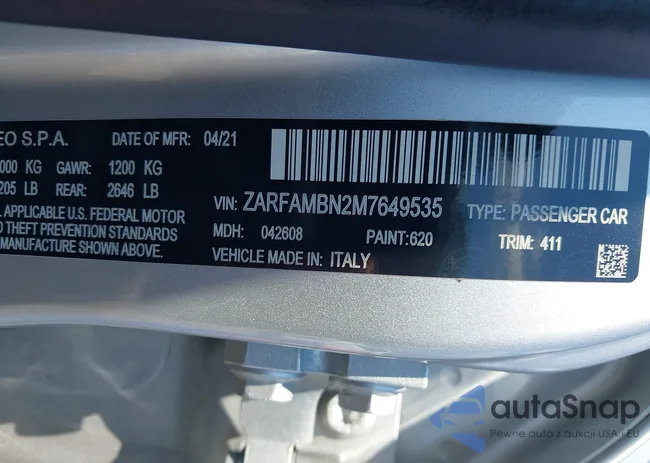 EO S.P.A. DATE OF MFR: 04/21
000 KG GAWR: 1200 KG
205 LB REAR: 2646 LB
VIN: ZARFAMBN2M7649535 TYPE: PASSENGER CAR
APPLICABLE U.S. FEDERAL MOTOR
THEFT PREVENTION STANDARDS
MANUFACTURE SHOWN ABOVE.
MDH: 042608 PAINT: 620 TRIM: 411
VEHICLE MADE IN: ITALY
autoSnap
Pewne auta z aukcji USA i EU